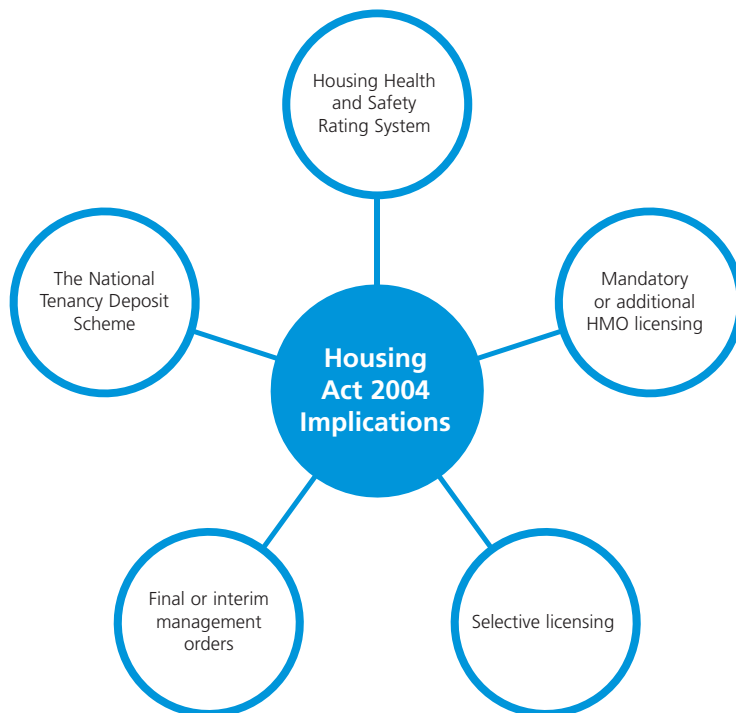 Housing Health
and Safety
Rating System
The National
Tenancy Deposit
Scheme
Mandatory
or additional
HMO licensing
Housing
Act 2004
Implications
Final or interim
management
orders
Selective licensing